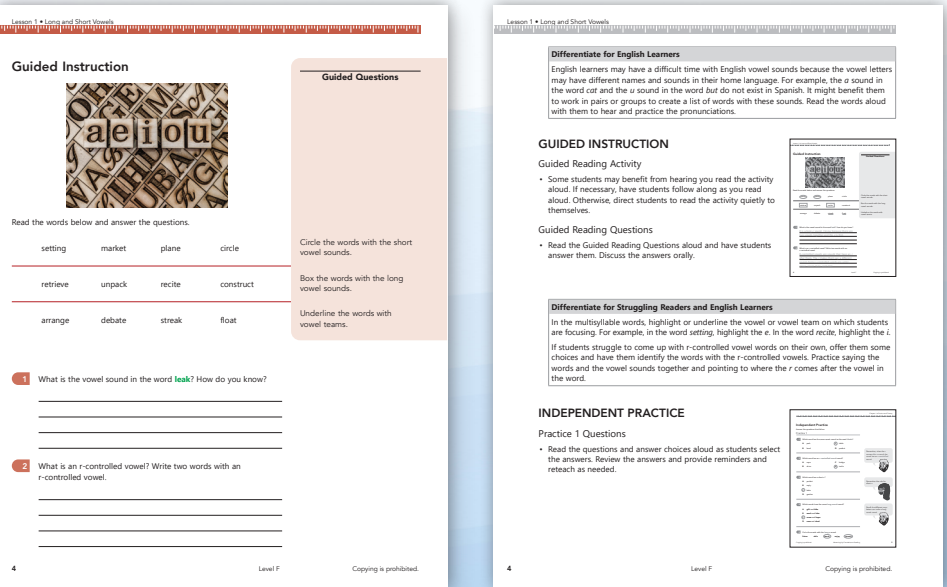 Lesson 1 • Long and Short Vowels
Guided Instruction
aeiou
Read the words below and answer the questions.
setting market plane circle
retrieve unpack recite construct
arrange debate streak float
Guided Questions
Circle the words with the short
vowel sounds.
Box the words with the long
vowel sounds.
Underline the words with
vowel teams.
1 What is the vowel sound in the word leak? How do you know?
2 What is an r-controlled vowel? Write two words with an
r-controlled vowel.
4 Level F Copying is prohibited.
Lesson 1 • Long and Short Vowels
Differentiate for English Learners
English learners may have a difficult time with English vowel sounds because the vowel letters
may have different names and sounds in their home language. For example, the a sound in
the word cat and the u sound in the word but do not exist in Spanish. It might benefit them
to work in pairs or groups to create a list of words with these sounds. Read the words aloud
with them to hear and practice the pronunciations.
GUIDED INSTRUCTION
Guided Reading Activity
• Some students may benefit from hearing you read the activity
aloud. If necessary, have students follow along as you read
aloud. Otherwise, direct students to read the activity quietly to
themselves.
Guided Reading Questions
• Read the Guided Reading Questions aloud and have students
answer them. Discuss the answers orally.
Differentiate for Struggling Readers and English Learners
In the multisyllable words, highlight or underline the vowel or vowel team on which students
are focusing. For example, in the word setting, highlight the e. In the word recite, highlight the i.
If students struggle to come up with r-controlled vowel words on their own, offer them some
choices and have them identify the words with the r-controlled vowels. Practice saying the
words and the vowel sounds together and pointing to where the r comes after the vowel in
the word.
INDEPENDENT PRACTICE
Practice 1 Questions
• Read the questions and answer choices aloud as students select
the answers. Review the answers and provide reminders and
reteach as needed.
Guided Instruction
Independent Practice
4 Level F Copying is prohibited.